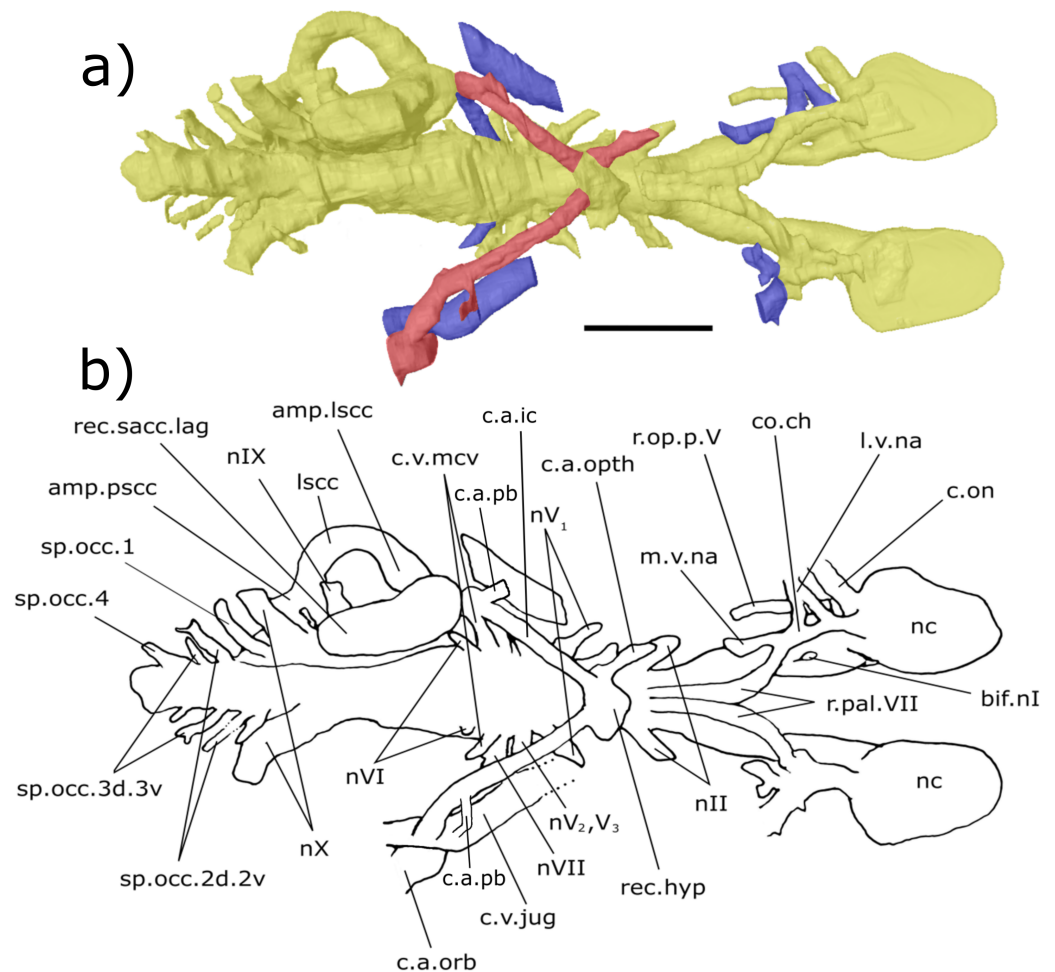 a)
b)
amp.lscc
c.a.ic
co.ch
rec.sacc.lag
r.op.p.V
l.v.na
nIX
c.v.mcv
c.a.opth
amp.pscc
lscc
c.a.pb
c.on
nV₁
sp.occ.1
m.v.na
sp.occ.4
nc
bif.nI
r.pal.VII
nVI
nII
nc
sp.occ.3d.3v
nV₂,V₃
nX
nVII
sp.occ.2d.2v
c.a.pb
rec.hyp
c.v.jug
c.a.orb